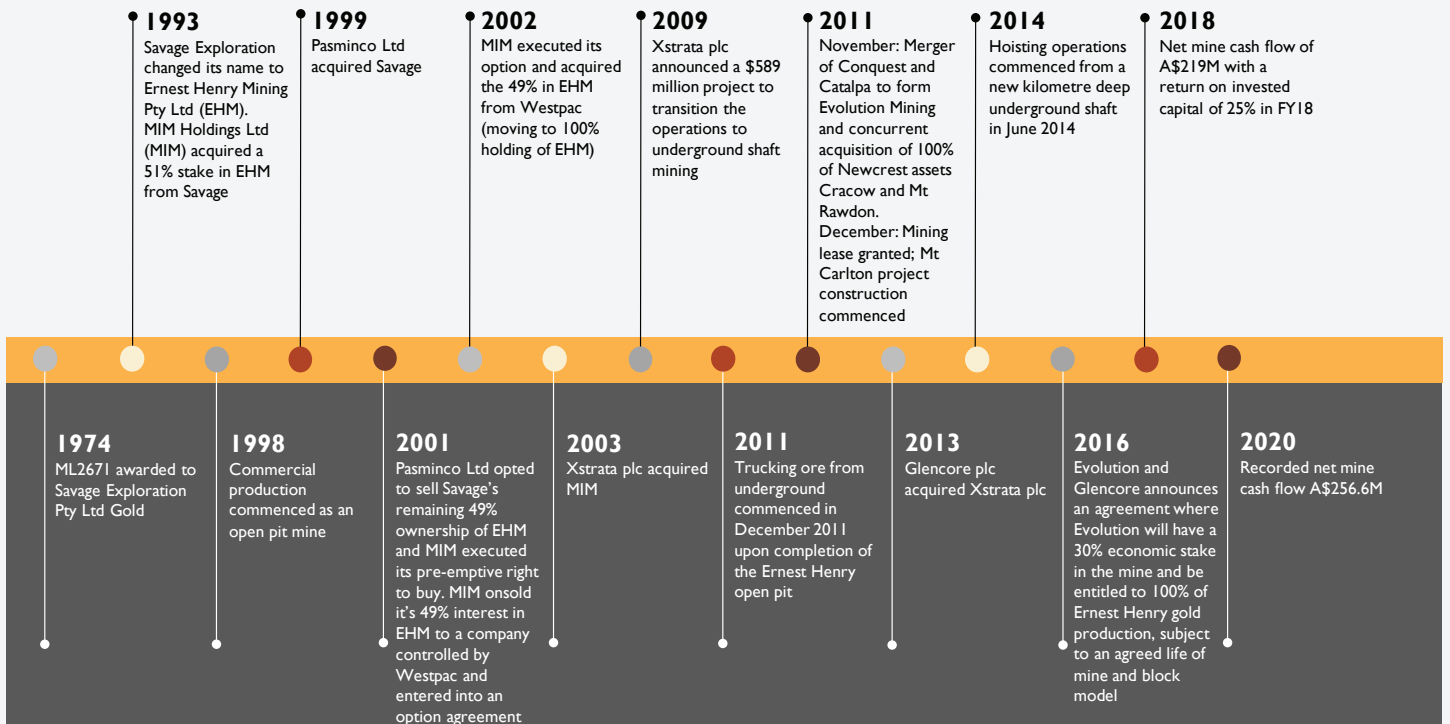 1993
Savage Exploration
changed its name to
Ernest Henry Mining
Pty Ltd (EHM).
MIM Holdings Ltd
(MIM) acquired a
51% stake in EHM
from Savage
1999
Pasminco Ltd
acquired Savage
2002
MIM executed its
option and acquired
the 49% in EHM
from Westpac
(moving to 100%
holding of EHM)
2009
Xstrata plc
announced a $589
million project to
transition the
operations to
underground shaft
mining
2011
November: Merger
of Conquest and
Catalpa to form
Evolution Mining
and concurrent
acquisition of 100%
of Newcrest assets
Cracow and Mt
Rawdon.
December: Mining
lease granted; Mt
Carlton project
construction
commenced
2014
Hoisting operations
commenced from a
new kilometre deep
underground shaft
in June 2014
2018
Net mine cash flow of
A$219M with a
return on invested
capital of 25% in FY18
1974
ML2671 awarded to
Savage Exploration
Pty Ltd Gold
1998
Commercial
production
commenced as an
open pit mine
2001
Pasminco Ltd opted
to sell Savage's
remaining 49%
ownership of EHM
and MIM executed
its pre-emptive right
to buy. MIM onsold
it's 49% interest in
EHM to a company
controlled by
Westpac and
entered into an
option agreement
2003
Xstrata plc acquired
MIM
2011
Trucking ore from
underground
commenced in
December 2011
upon completion of
the Ernest Henry
open pit
2013
Glencore plc
acquired Xstrata plc
2016
Evolution and
Glencore announces
an agreement where
Evolution will have a
30% economic stake
in the mine and be
entitled to 100% of
Ernest Henry gold
production, subject
to an agreed life of
mine and block
model
2020
Recorded net mine
cash flow A$256.6M